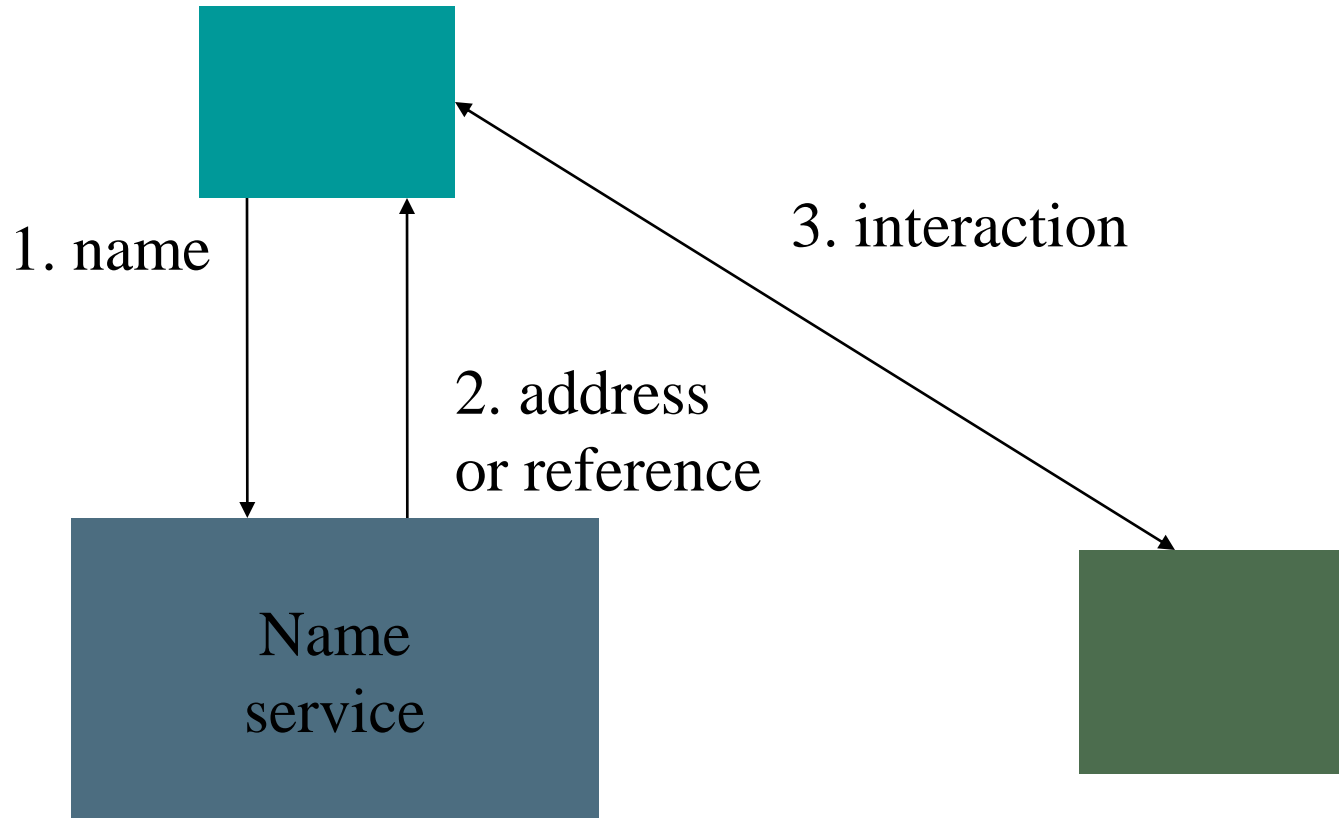 1. name
3. interaction
2. address
or reference
Name
service